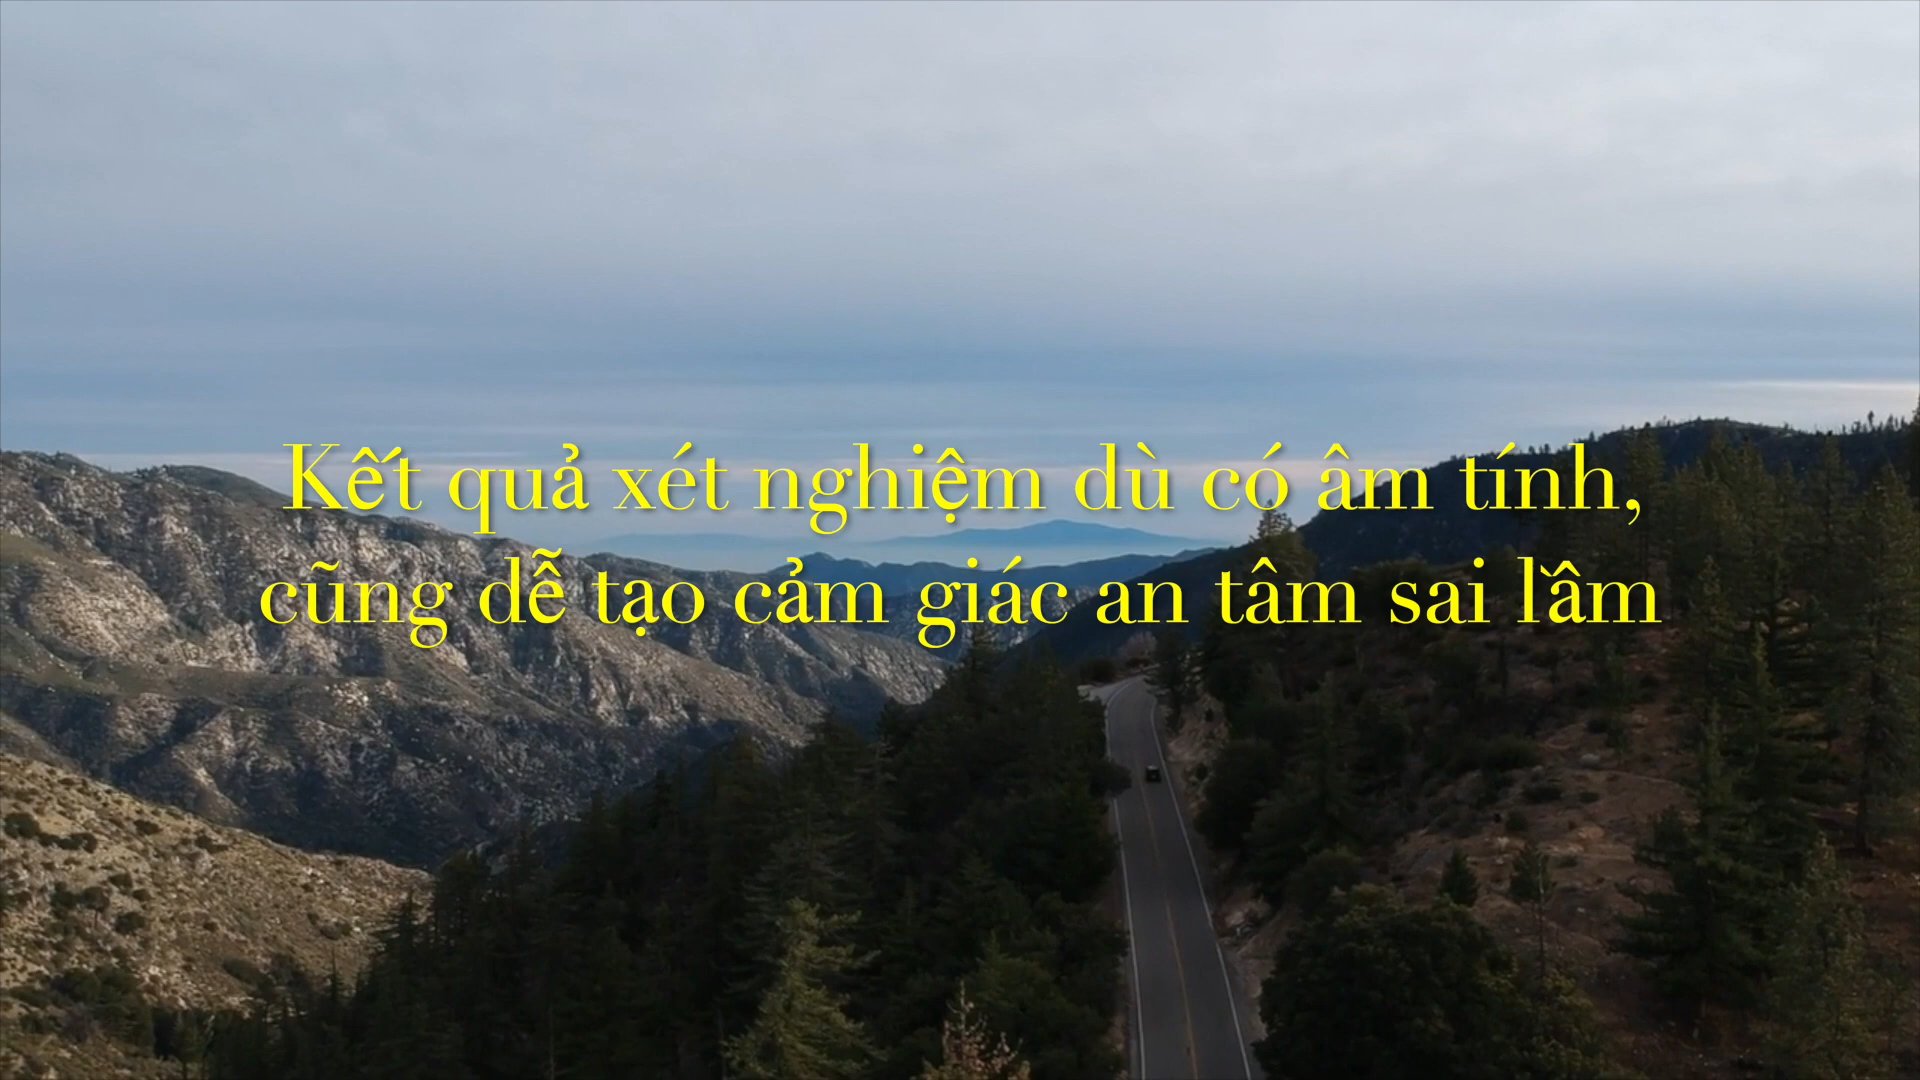 Kết quả xét nghiệm dù có âm tính,
cũng dễ tạo cảm giác an tâm sai lầm